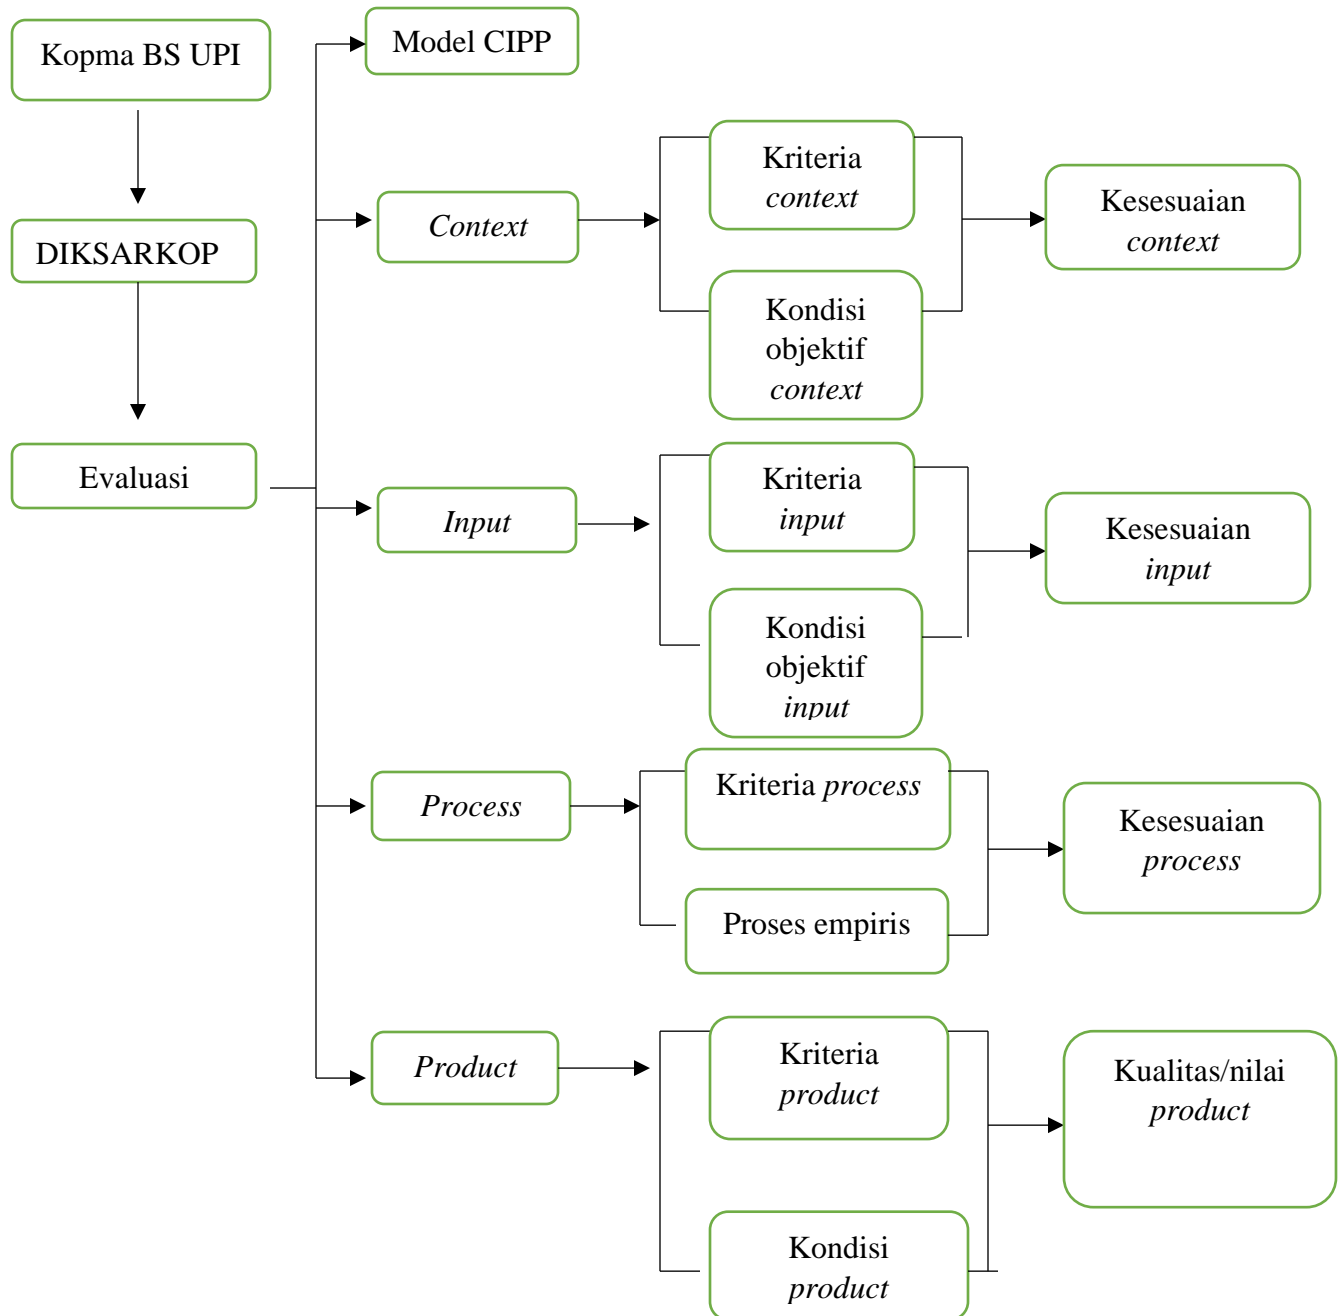 Kopma BS UPI
DIKSARKOP
Evaluasi
Model CIPP
Context
Kriteria
context
Kondisi
objektif
context
Kesesuaian
context
Input
Kriteria
input
Kondisi
objektif
input
Kesesuaian
input
Process
Kriteria process
Proses empiris
Kesesuaian
process
Product
Kriteria
product
Kondisi
product
Kualitas/nilai
product